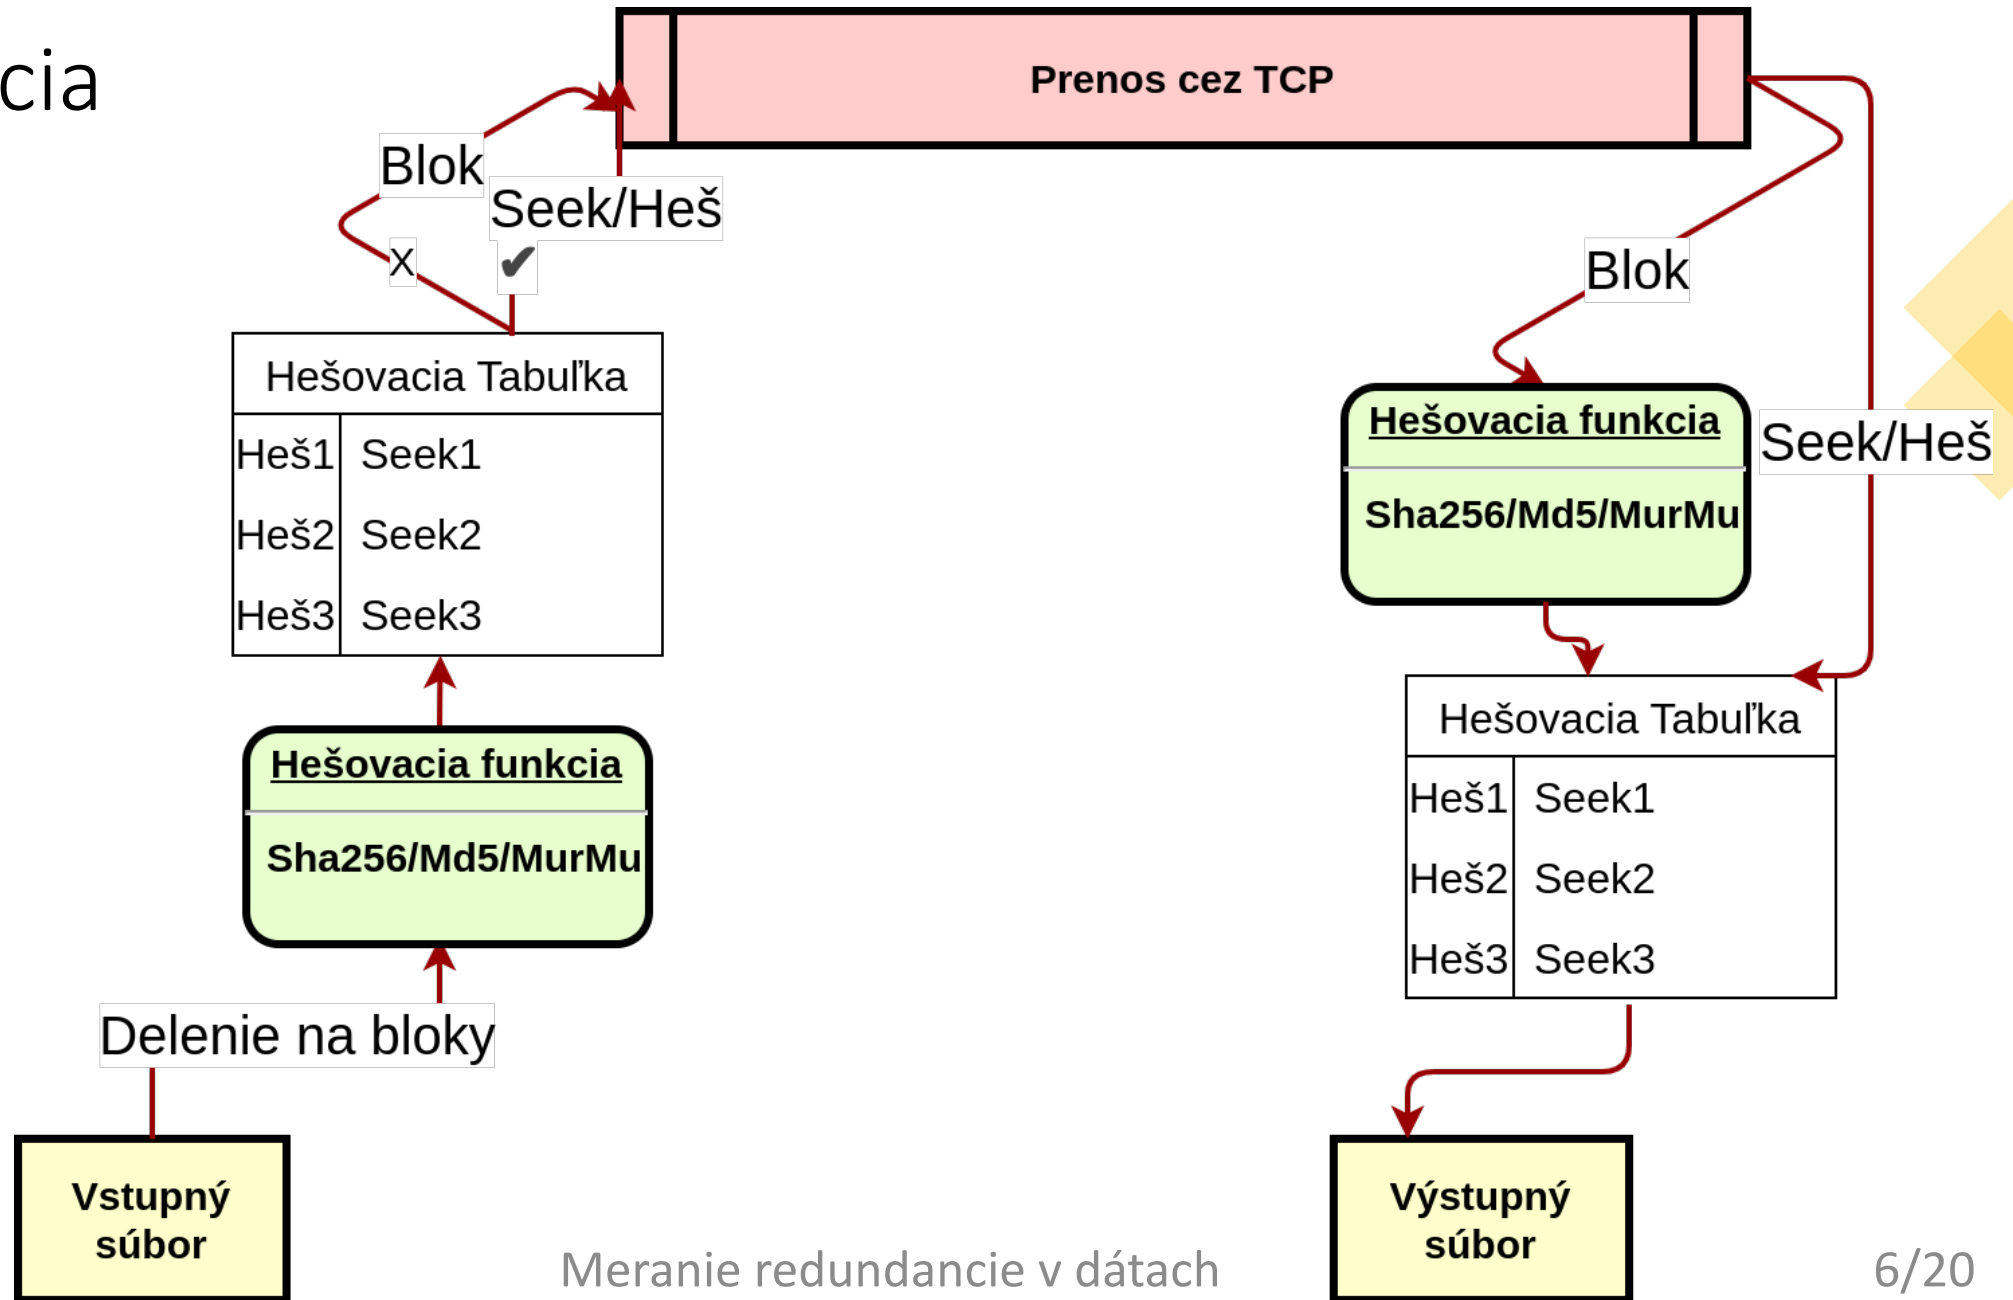 cia
Prenos cez TCP
Blok
Seek/Heš
X
✔
Hešovacia Tabuľka
Heš1 Seek1
Heš2 Seek2
Heš3 Seek3
Hešovacia funkcia
Sha256/Md5/MurMu
Delenie na bloky
Vstupný
súbor
Blok
Seek/Heš
Hešovacia funkcia
Sha256/Md5/MurMu
Hešovacia Tabuľka
Heš1 Seek1
Heš2 Seek2
Heš3 Seek3
Výstupný
súbor
Meranie redundancie v dátach
6/20